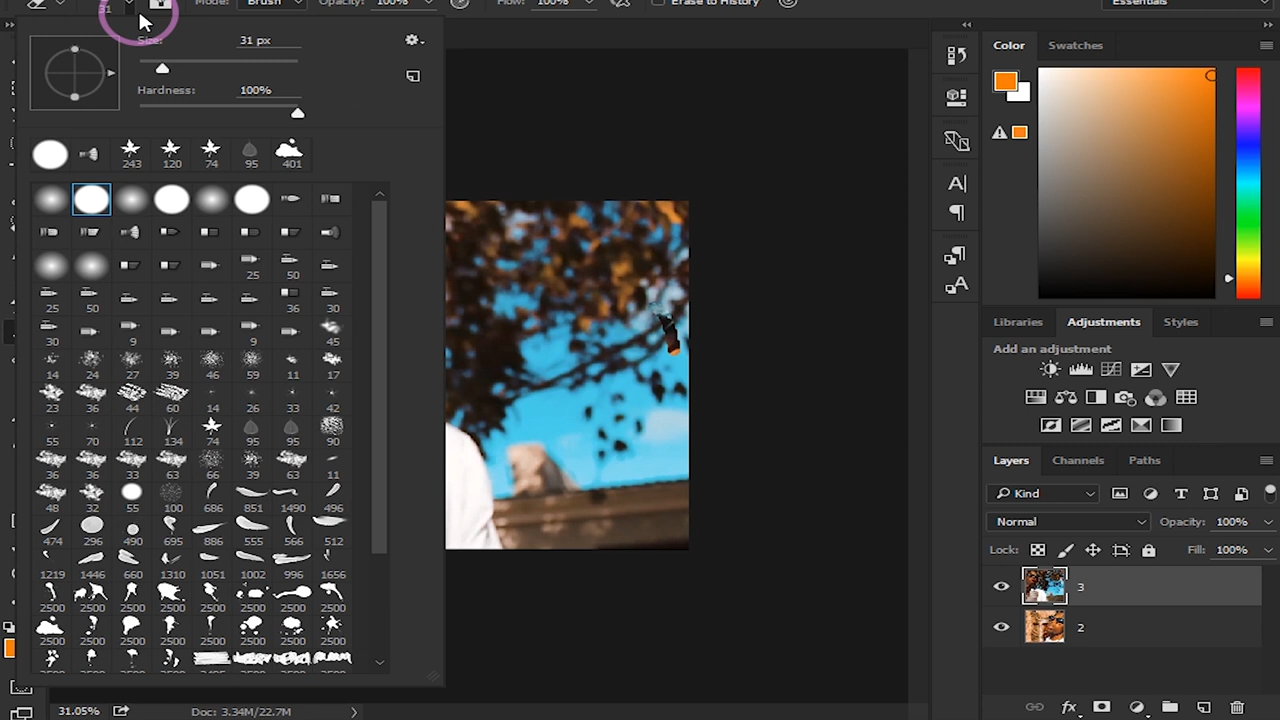 31 Mode: Brush Opacity: 100% Flow: 100% Erase to History Essentials
Size: 31 px
Hardness: 100%
243 120 74 95 401
25 50
25 50 36 30
30 9 9 45
14 24 27 39 46 59 11 17
23 36 44 60 14 26 33 42
55 70 112 134 74 95 95 90
36 36 33 63 66 39 63 11
48 32 55 100 686 851 1490 496
474 296 490 695 886 555 566 512
1219 1446 660 1310 1051 1002 996 1656
2500 2500 2500 2500 2500 2500 2500 2500
2500 2500 2500 2500 2500 2500 2500 2500
Color Swatches
Libraries Adjustments Styles
Add an adjustment
Layers Channels Paths
Kind
Normal Opacity: 100%
Lock: Fill: 100%
3
2
fx
31.05% Doc: 3.34M/22.7M